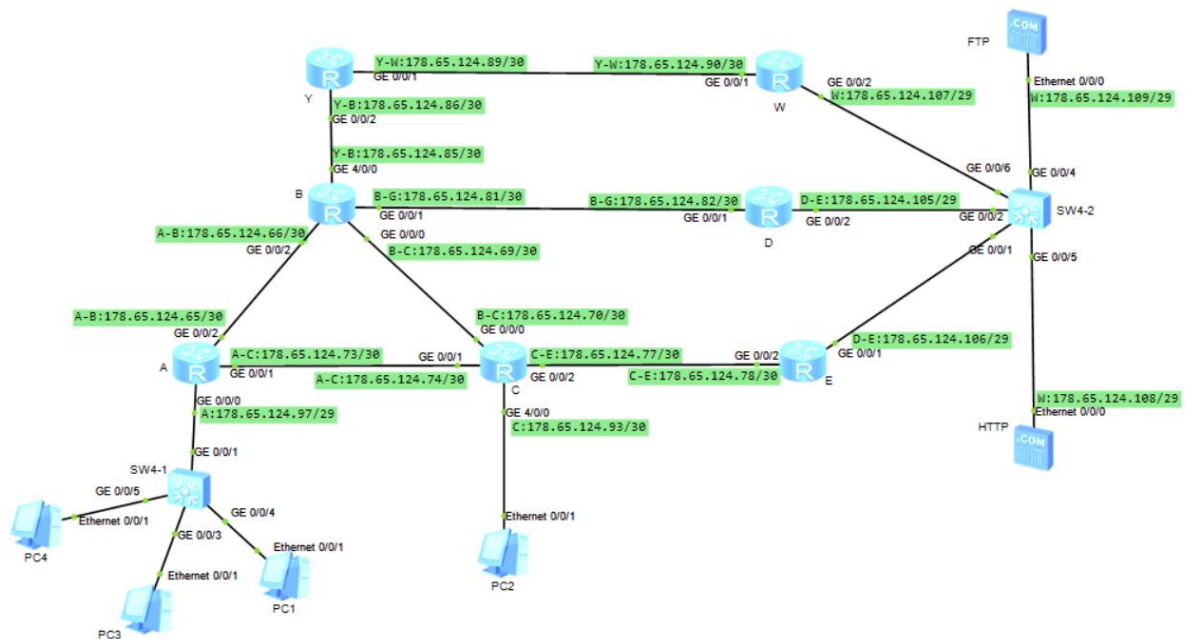 FTP
.COM
Y-W:178.65.124.89/30
Y-W:178.65.124.90/30
GE 0/0/1
GE 0/0/1
GE 0/0/2
R
R
Ethernet 0/0/0
Y
W
W:178.65.124.107/29
W:178.65.124.109/29
Y-B:178.65.124.86/30
GE 0/0/2
Y-B:178.65.124.85/30
GE 4/0/0
GE 0/0/6
GE 0/0/4
B
B-G:178.65.124.81/30
B-G:178.65.124.82/30
D-E:178.65.124.105/29
R
GE 0/0/1
GE 0/0/1
R
GE 0/0/2
GE 0/0/2
SW4-2
A-B:178.65.124.66/30
GE 0/0/0
D
GE 0/0/2
B-C:178.65.124.69/30
GE 0/0/1
GE 0/0/5
A-B:178.65.124.65/30
B-C:178.65.124.70/30
GE 0/0/2
GE 0/0/0
D-E:178.65.124.106/29
A-C:178.65.124.73/30
GE 0/0/1
C-E:178.65.124.77/30
GE 0/0/2
GE 0/0/1
A
R
GE 0/0/1
A-C:178.65.124.74/30
R
GE 0/0/2
C-E:178.65.124.78/30
R
E
C
GE 0/0/0
A:178.65.124.97/29
GE 4/0/0
C:178.65.124.93/30
W:178.65.124.108/29
Ethernet 0/0/0
HTTP
.COM
GE 0/0/1
SW4-1
GE 0/0/5
GE 0/0/4
Ethernet 0/0/1
GE 0/0/3
Ethernet 0/0/1
Ethernet 0/0/1
PC4
Ethernet 0/0/1
PC2
PC1
PC3